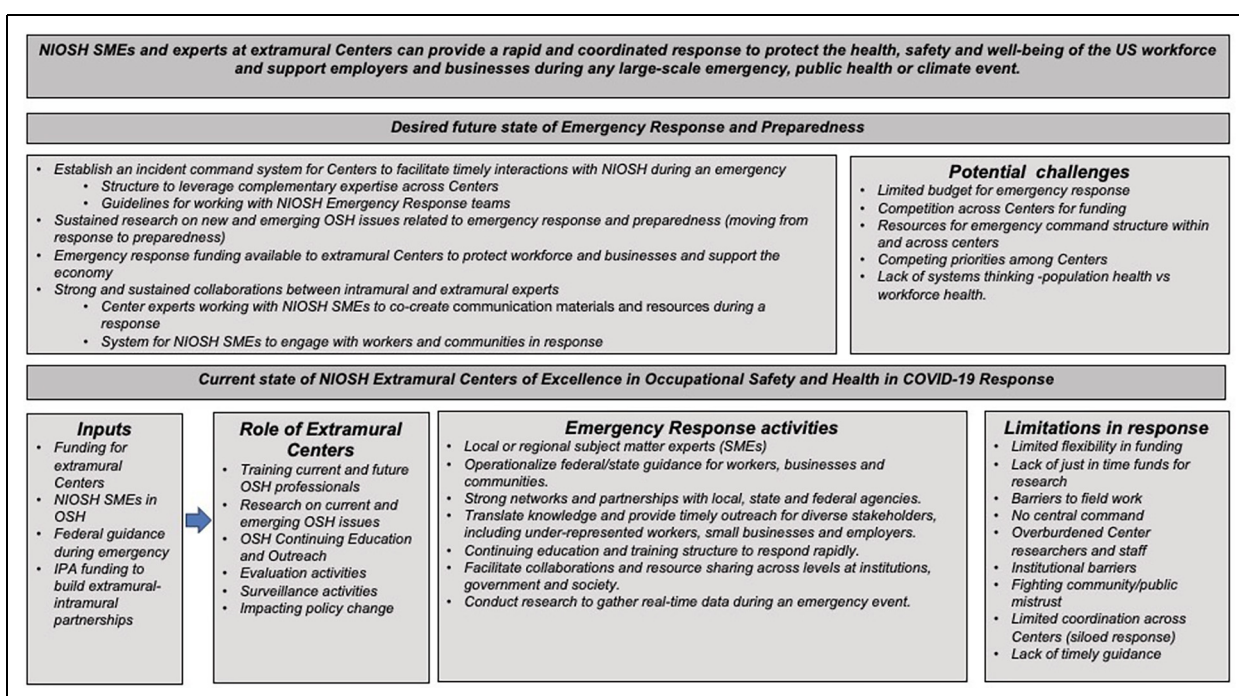 NIOSH SMEs and experts at extramural Centers can provide a rapid and coordinated response to protect the health, safety and well-being of the US workforce
and support employers and businesses during any large-scale emergency, public health or climate event.
Desired future state of Emergency Response and Preparedness
• Establish an incident command system for Centers to facilitate timely interactions with NIOSH during an emergency
• Structure to leverage complementary expertise across Centers
• Guidelines for working with NIOSH Emergency Response teams
• Sustained research on new and emerging OSH issues related to emergency response and preparedness (moving from
response to preparedness)
• Emergency response funding available to extramural Centers to protect workforce and businesses and support the
economy
• Strong and sustained collaborations between intramural and extramural experts
• Center experts working with NIOSH SMEs to co-create communication materials and resources during a
response
• System for NIOSH SMEs to engage with workers and communities in response
Potential challenges
• Limited budget for emergency response
• Competition across Centers for funding
• Resources for emergency command structure within
and across centers
• Competing priorities among Centers
• Lack of systems thinking -population health vs
workforce health.
Current state of NIOSH Extramural Centers of Excellence in Occupational Safety and Health in COVID-19 Response
Inputs
• Funding for
extramural
Centers
• NIOSH SMEs in
OSH
• Federal guidance
during emergency
• IPA funding to
build extramural-
intramural
partnerships
Role of Extramural
Centers
• Training current and future
OSH professionals
• Research on current and
emerging OSH issues
• OSH Continuing Education
and Outreach
• Evaluation activities
• Surveillance activities
• Impacting policy change
Emergency Response activities
• Local or regional subject matter experts (SMEs)
• Operationalize federal/state guidance for workers, businesses and
communities.
• Strong networks and partnerships with local, state and federal agencies.
• Translate knowledge and provide timely outreach for diverse stakeholders,
including under-represented workers, small businesses and employers.
• Continuing education and training structure to respond rapidly.
• Facilitate collaborations and resource sharing across levels at institutions,
government and society.
• Conduct research to gather real-time data during an emergency event.
Limitations in response
• Limited flexibility in funding
• Lack of just in time funds for
research
• Barriers to field work
• No central command
• Overburdened Center
researchers and staff
• Institutional barriers
• Fighting community/public
mistrust
• Limited coordination across
Centers (siloed response)
• Lack of timely guidance